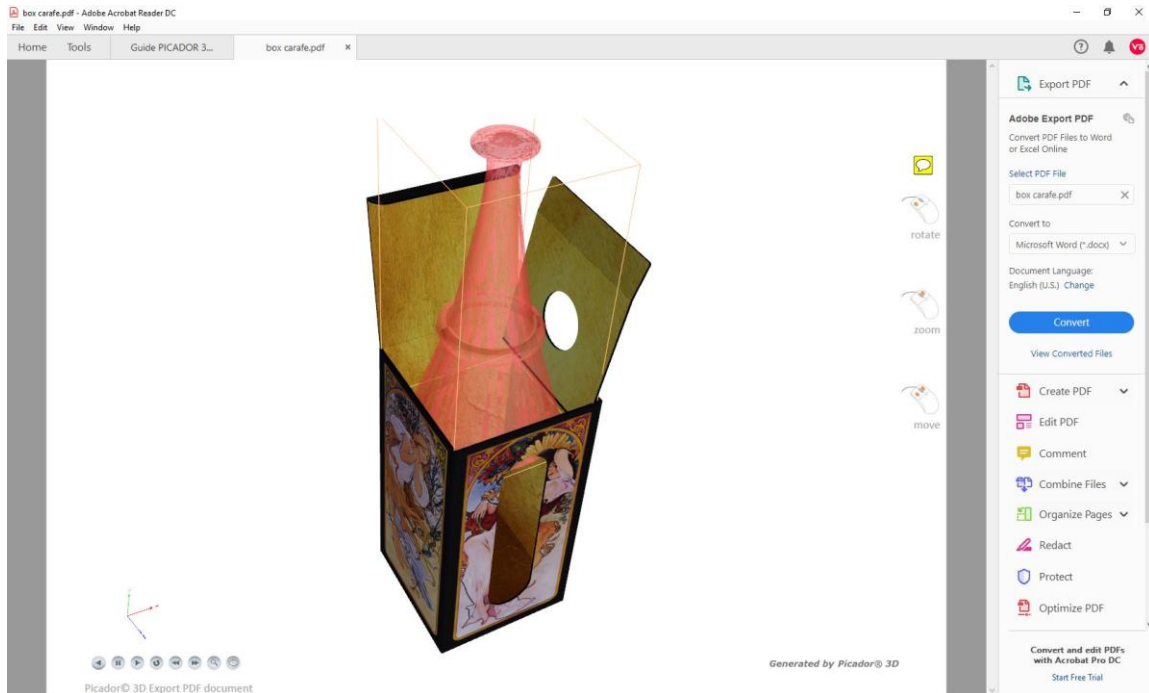 box carafe.pdf - Adobe Acrobat Reader DC
File Edit View Window Help
Home Tools Guide PICADOR 3... box carafe.pdf
rotate
zoom
move
Generated by Picador® 3D
Picador© 3D Export PDF document
Export PDF
Adobe Export PDF
Convert PDF Files to Word
or Excel Online
Select PDF File
box carafe.pdf
Convert to
Microsoft Word (*.docx)
Document Language:
English (U.S.) Change
Convert
View Converted Files
Create PDF
Edit PDF
Comment
Combine Files
Organize Pages
Redact
Protect
Optimize PDF
Convert and edit PDFs
with Acrobat Pro DC
Start Free Trial